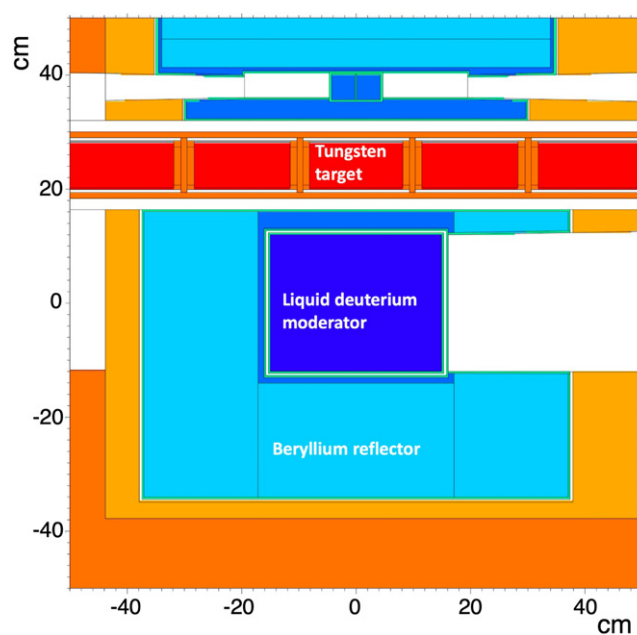 cm
40
Tungsten
target
20
0
Liquid deuterium
moderator
-20
Beryllium reflector
-40
-40 -20 0 20 40
cm